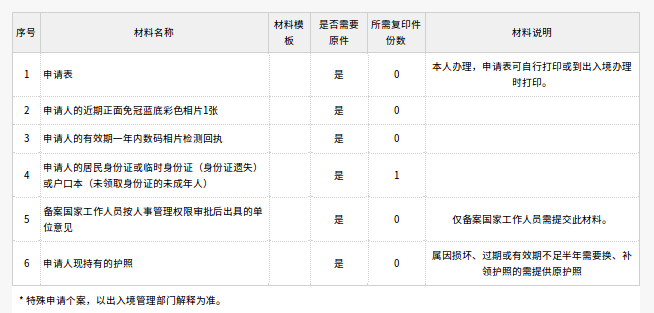 序号 材料名称 材料模板 是否需要原件 所需复印件份数 材料说明
1 申请表 是 0 本人办理，申请表可自行打印或到出入境办理时打印。
2 申请人的近期正面免冠蓝底彩色相片1张 是 0
3 申请人的有效期一年内数码相片检测回执 是 0
4 申请人的居民身份证或临时身份证（身份证遗失）或户口本（未领取身份证的未成年人） 是 1
5 备案国家工作人员按人事管理权限审批后出具的单位意见 是 0 仅备案国家工作人员需提交此材料。
6 申请人现持有的护照 是 0 属因损坏、过期或有效期不足半年需要换、补领护照的需提供原护照
* 特殊申请个案，以出入境管理部门解释为准。